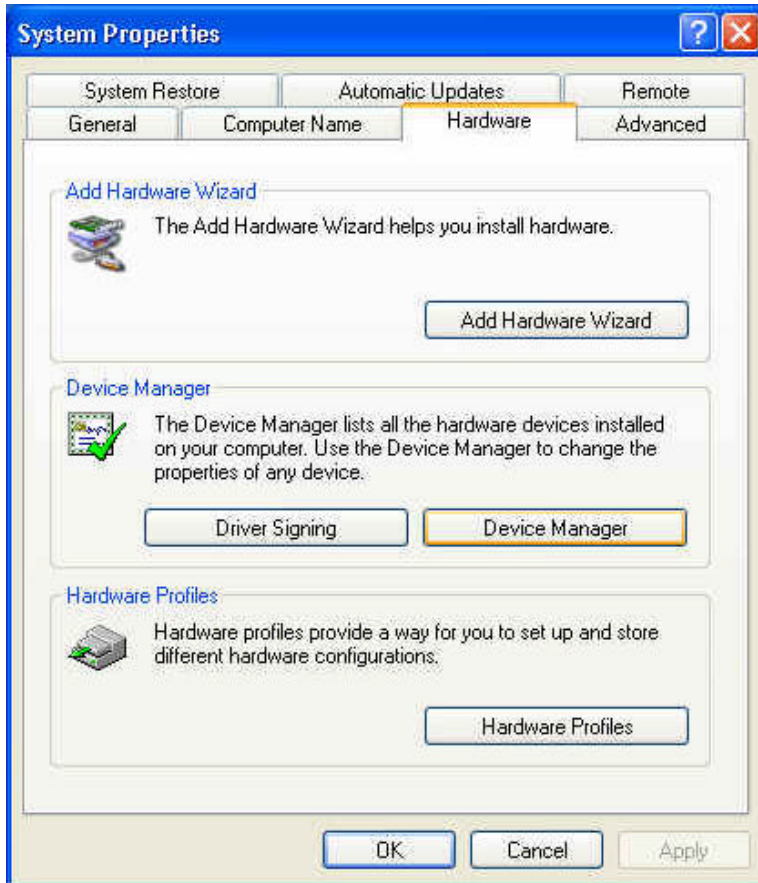 System Properties
System Restore
Automatic Updates
Remote
General
Computer Name
Hardware
Advanced
Add Hardware Wizard
The Add Hardware Wizard helps you install hardware.
Add Hardware Wizard
Device Manager
The Device Manager lists all the hardware devices installed
on your computer. Use the Device Manager to change the
properties of any device.
Driver Signing
Device Manager
Hardware Profiles
Hardware profiles provide a way for you to set up and store
different hardware configurations.
Hardware Profiles
OK
Cancel
Apply